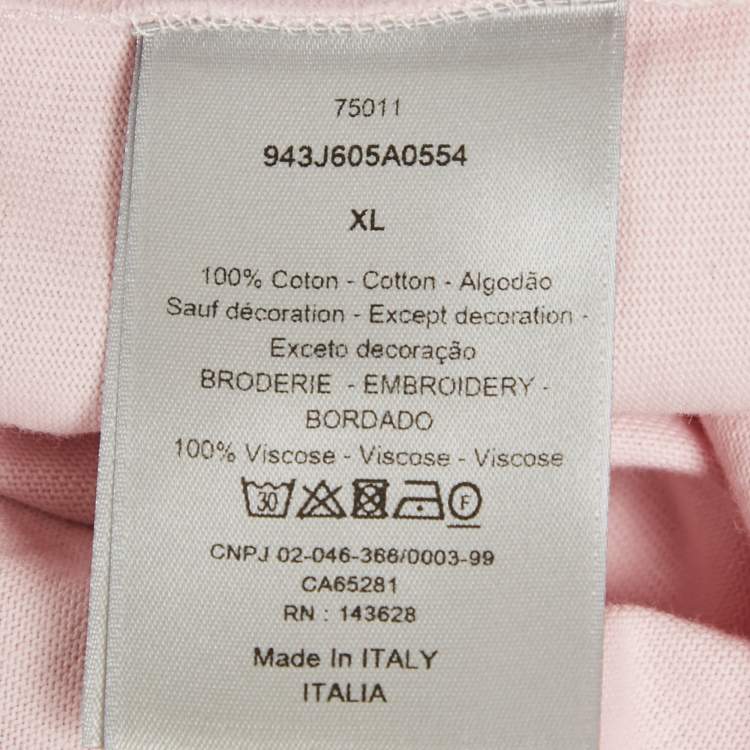 75011
943J605A0554
XL
100% Coton - Cotton - Algodão
Sauf décoration - Except decoration -
Exceto decoração
BRODERIE - EMBROIDERY -
BORDADO
100% Viscose - Viscose - Viscose
30 F
CNPJ 02-046-366/0003-99
CA65281
RN : 143628
Made In ITALY
ITALIA